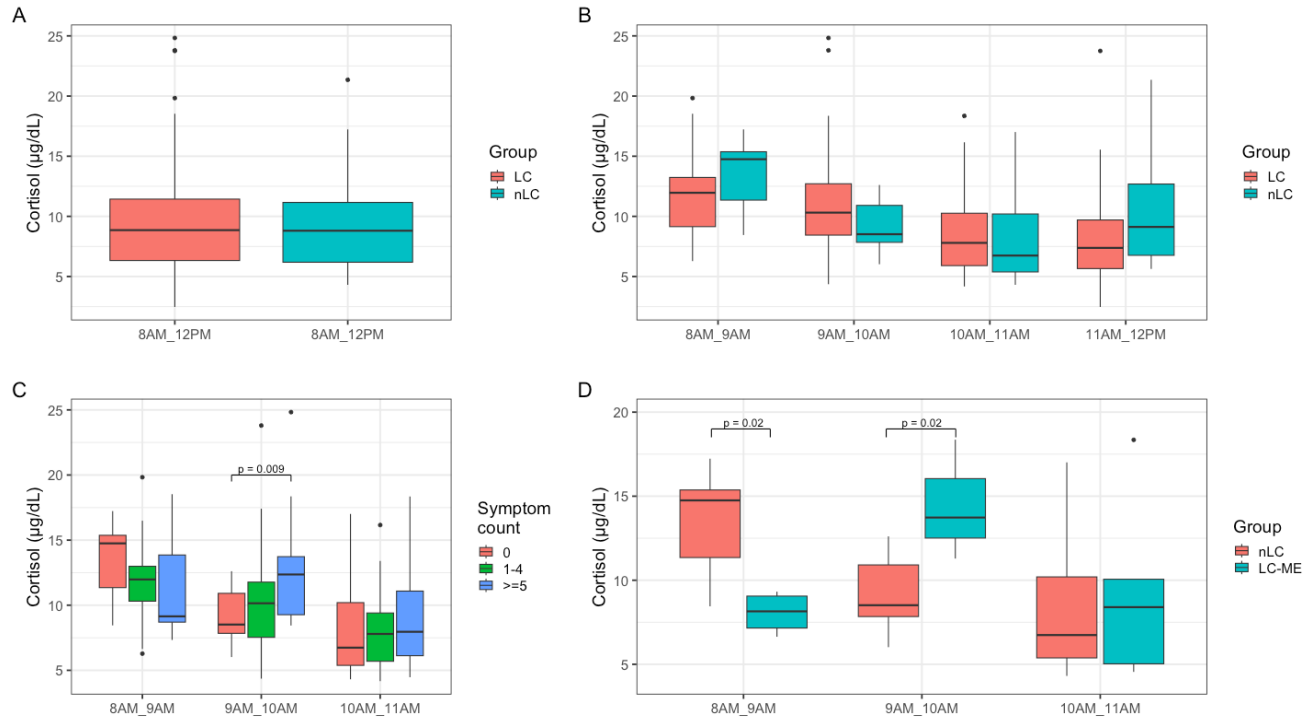 A
Cortisol (µg/dL)
25
20
15
10
5
8AM_12PM
8AM_12PM
Group
LC
nLC
B
Cortisol (µg/dL)
25
20
15
10
5
8AM_9AM
9AM_10AM
10AM_11AM
11AM_12PM
Group
LC
nLC
C
Cortisol (µg/dL)
25
20
15
10
5
p = 0.009
8AM_9AM
9AM_10AM
10AM_11AM
Symptom
count
0
1-4
>=5
D
Cortisol (µg/dL)
20
15
10
5
p = 0.02
p = 0.02
8AM_9AM
9AM_10AM
10AM_11AM
Group
nLC
LC-ME